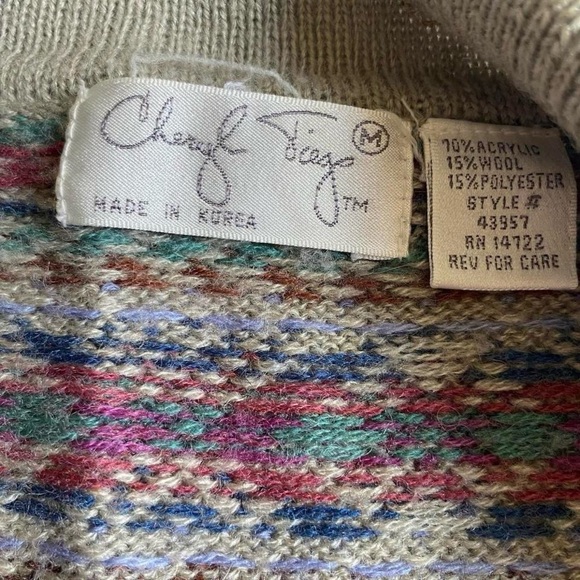 Cheryl Tiegs TM
M
MADE IN KOREA
70% ACRYLIC
15% WOOL
15% POLYESTER
STYLE #
43957
RN 14722
REV FOR CARE